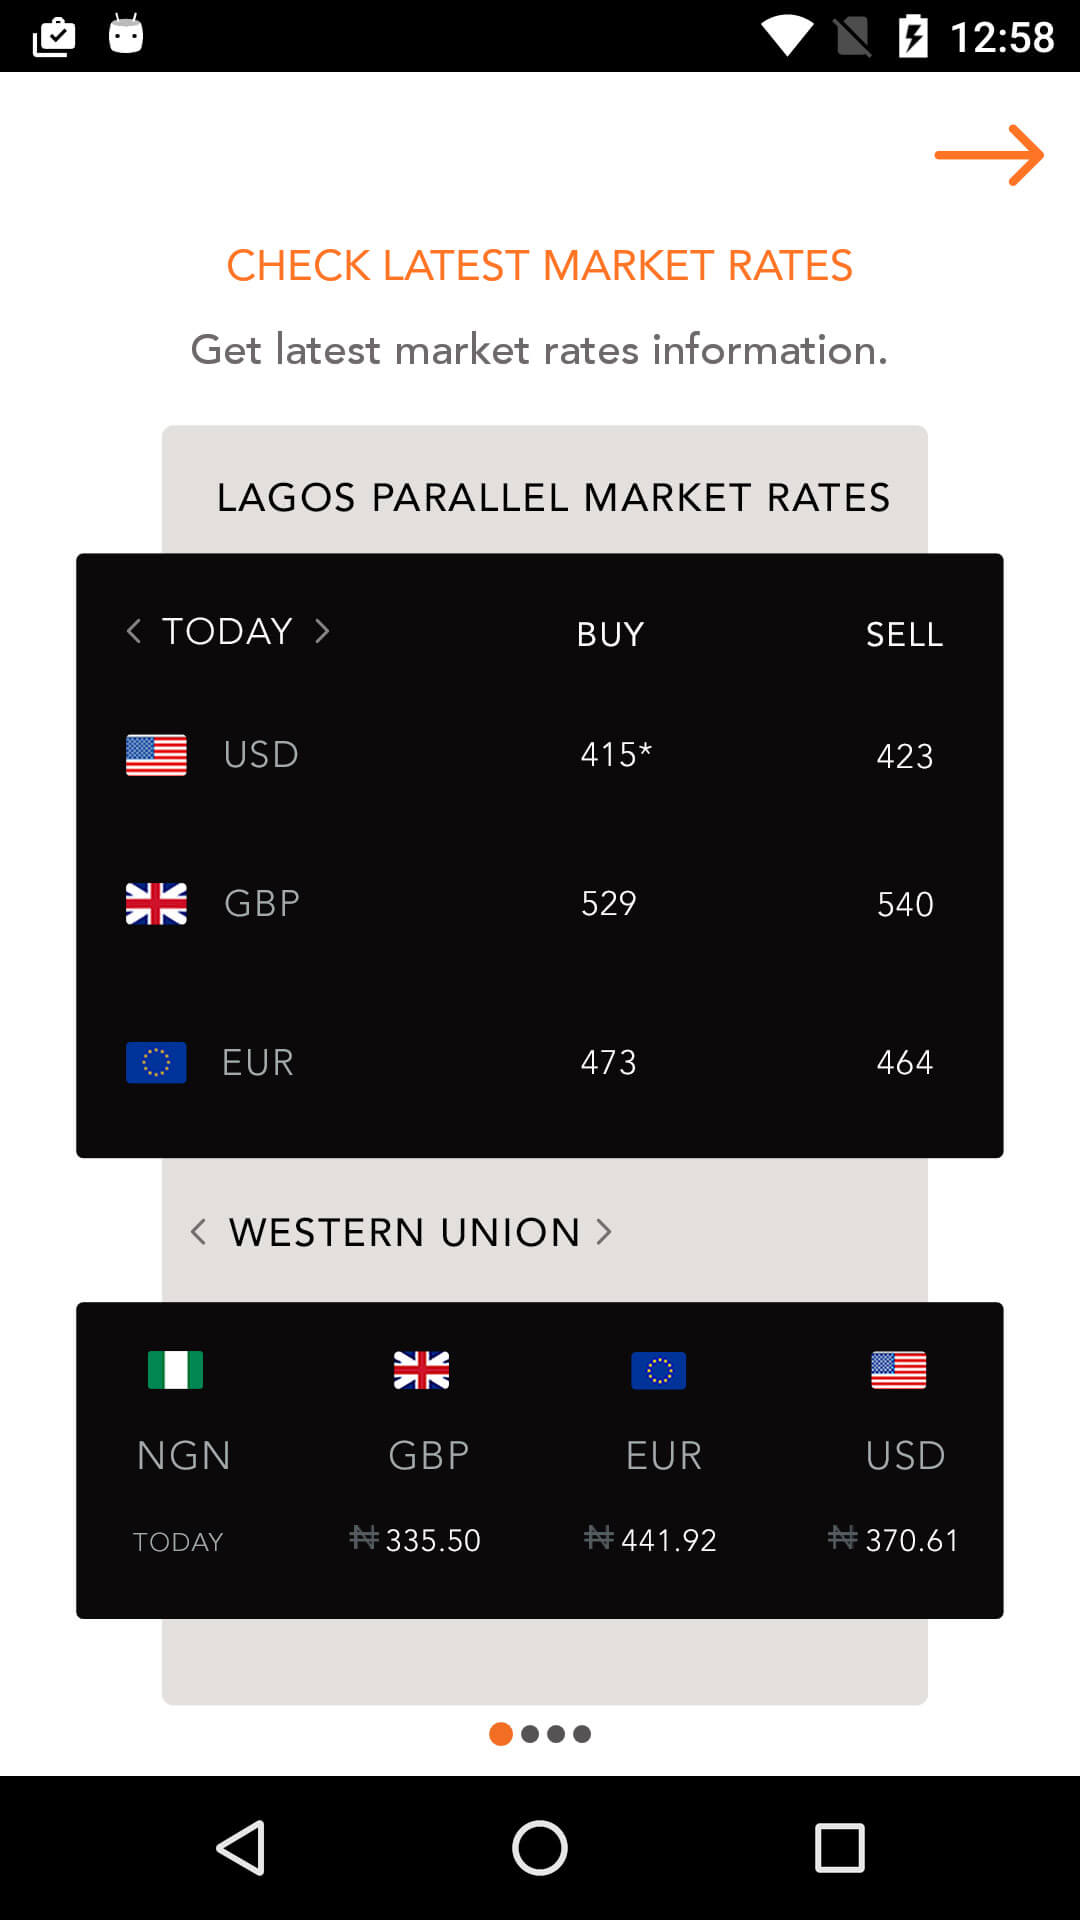 12:58
CHECK LATEST MARKET RATES
Get latest market rates information.
LAGOS PARALLEL MARKET RATES
< TODAY > BUY SELL
USD 415* 423
GBP 529 540
EUR 473 464
< WESTERN UNION >
NGN GBP EUR USD
TODAY ₦335.50 ₦441.92 ₦370.61